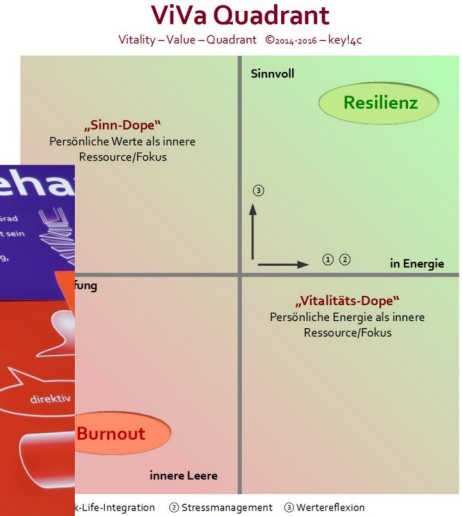 ViVa Quadrant
Vitality – Value – Quadrant ©2014-2016 – key!4c
Sinnvoll
Resilienz
„Sinn-Dope“
Persönliche Werte als innere
Ressource/Fokus
③
① ②
in Energie
t sein
g,
direktiv
„Vitalitäts-Dope“
Persönliche Energie als innere
Ressource/Fokus
Burnout
innere Leere
k-Life-Integration ② Stressmanagement ③ Wertereflexion